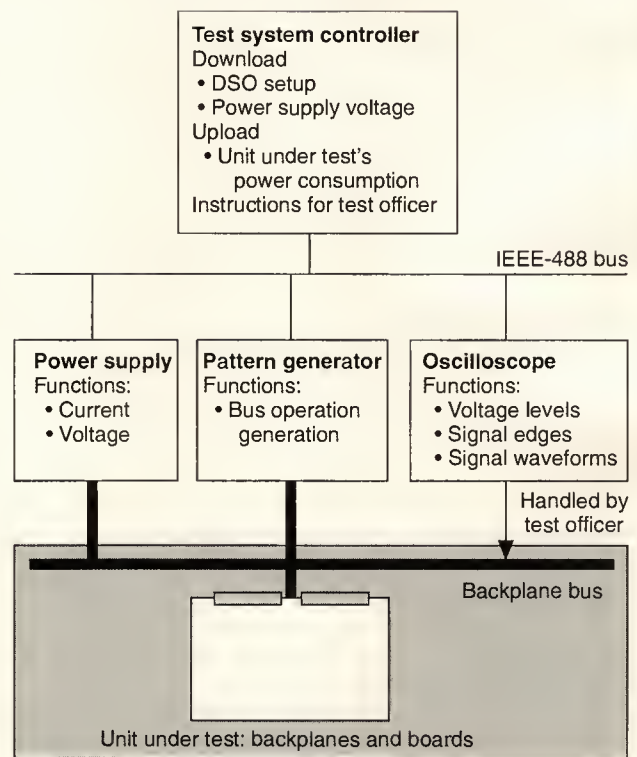 Test system controller
Download
• DSO setup
• Power supply voltage
Upload
• Unit under test's
power consumption
Instructions for test officer
IEEE-488 bus
Power supply
Functions:
• Current
• Voltage
Pattern generator
Functions:
• Bus operation
generation
Oscilloscope
Functions:
• Voltage levels
• Signal edges
• Signal waveforms
Handled by
test officer
Backplane bus
Unit under test: backplanes and boards